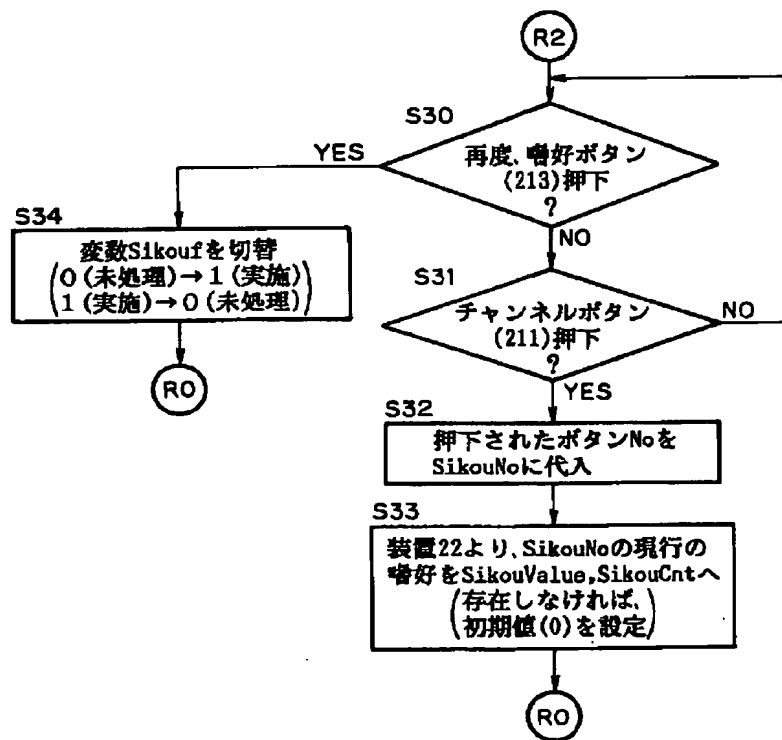 R2
S30
再度、嗜好ボタン
(213)押下
?
YES
NO
S34
変数Sikoufを切替
(0(未処理)→1(実施)
1(実施)→0(未処理))
R0
S31
チャンネルボタン
(211)押下
?
NO
YES
S32
押下されたボタンNoを
SikouNoに代入
S33
装置22より、SikouNoの現行の
嗜好をSikouValue,SikouCntへ
(存在しなければ、
初期値(0)を設定)
R0